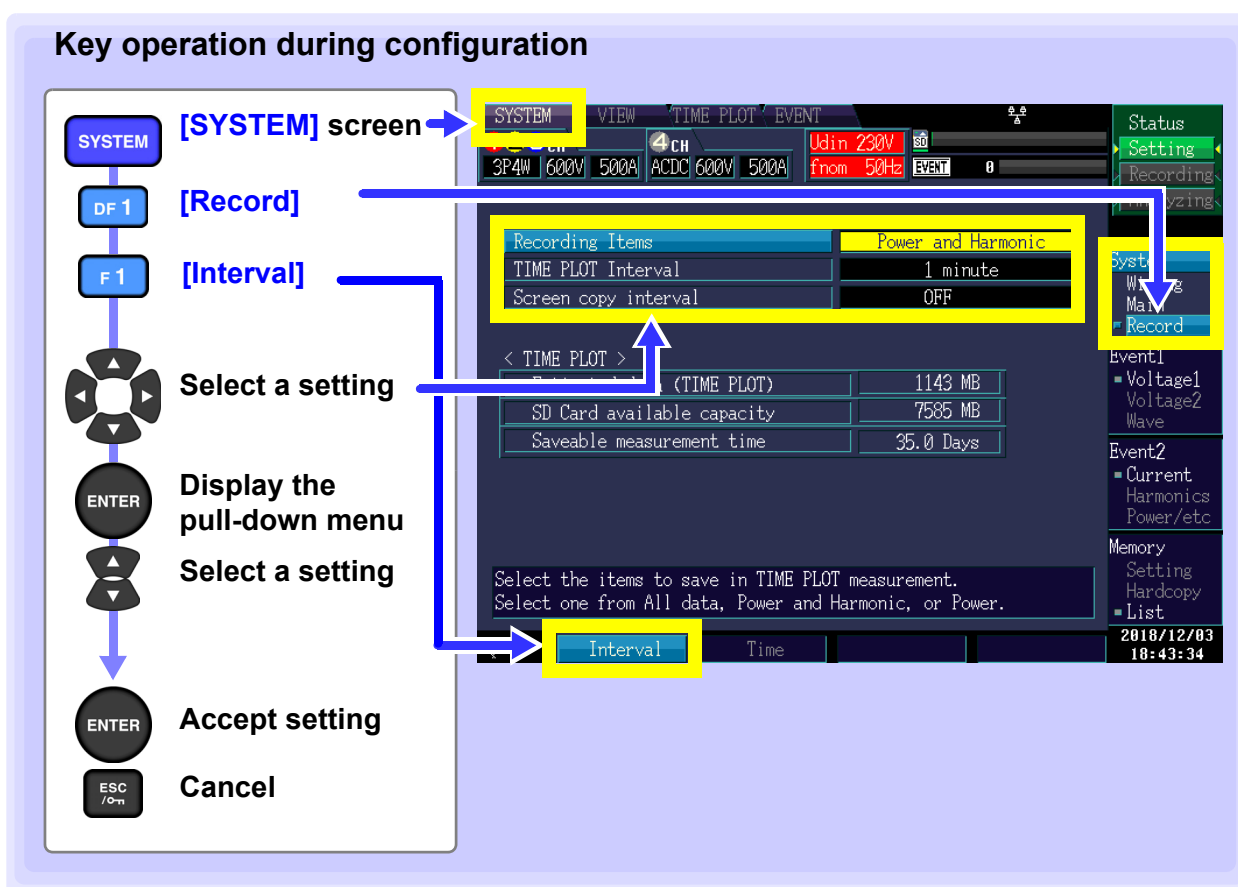 Key operation during configuration
SYSTEM
[SYSTEM] screen
DF 1
[Record]
F 1
[Interval]
Select a setting
ENTER
Display the
pull-down menu
Select a setting
ENTER
Accept setting
ESC
Cancel
SYSTEM VIEW TIME PLOT EVENT
CH 4 CH Udin 230V SD
3P4W 600V 500A ACDC 600V 500A fnom 50Hz EVENT 0
Status
Setting
Recording
Recording Items Power and Harmonic
TIME PLOT Interval 1 minute
Screen copy interval OFF
< TIME PLOT >
(TIME PLOT) 1143 MB
SD Card available capacity 7585 MB
Saveable measurement time 35.0 Days
Select the items to save in TIME PLOT measurement.
Select one from All data, Power and Harmonic, or Power.
Interval Time
Record
Event1
Voltage1
Voltage2
Wave
Event2
Current
Harmonics
Power/etc
Memory
Setting
Hardcopy
List
2018/12/03
18:43:34